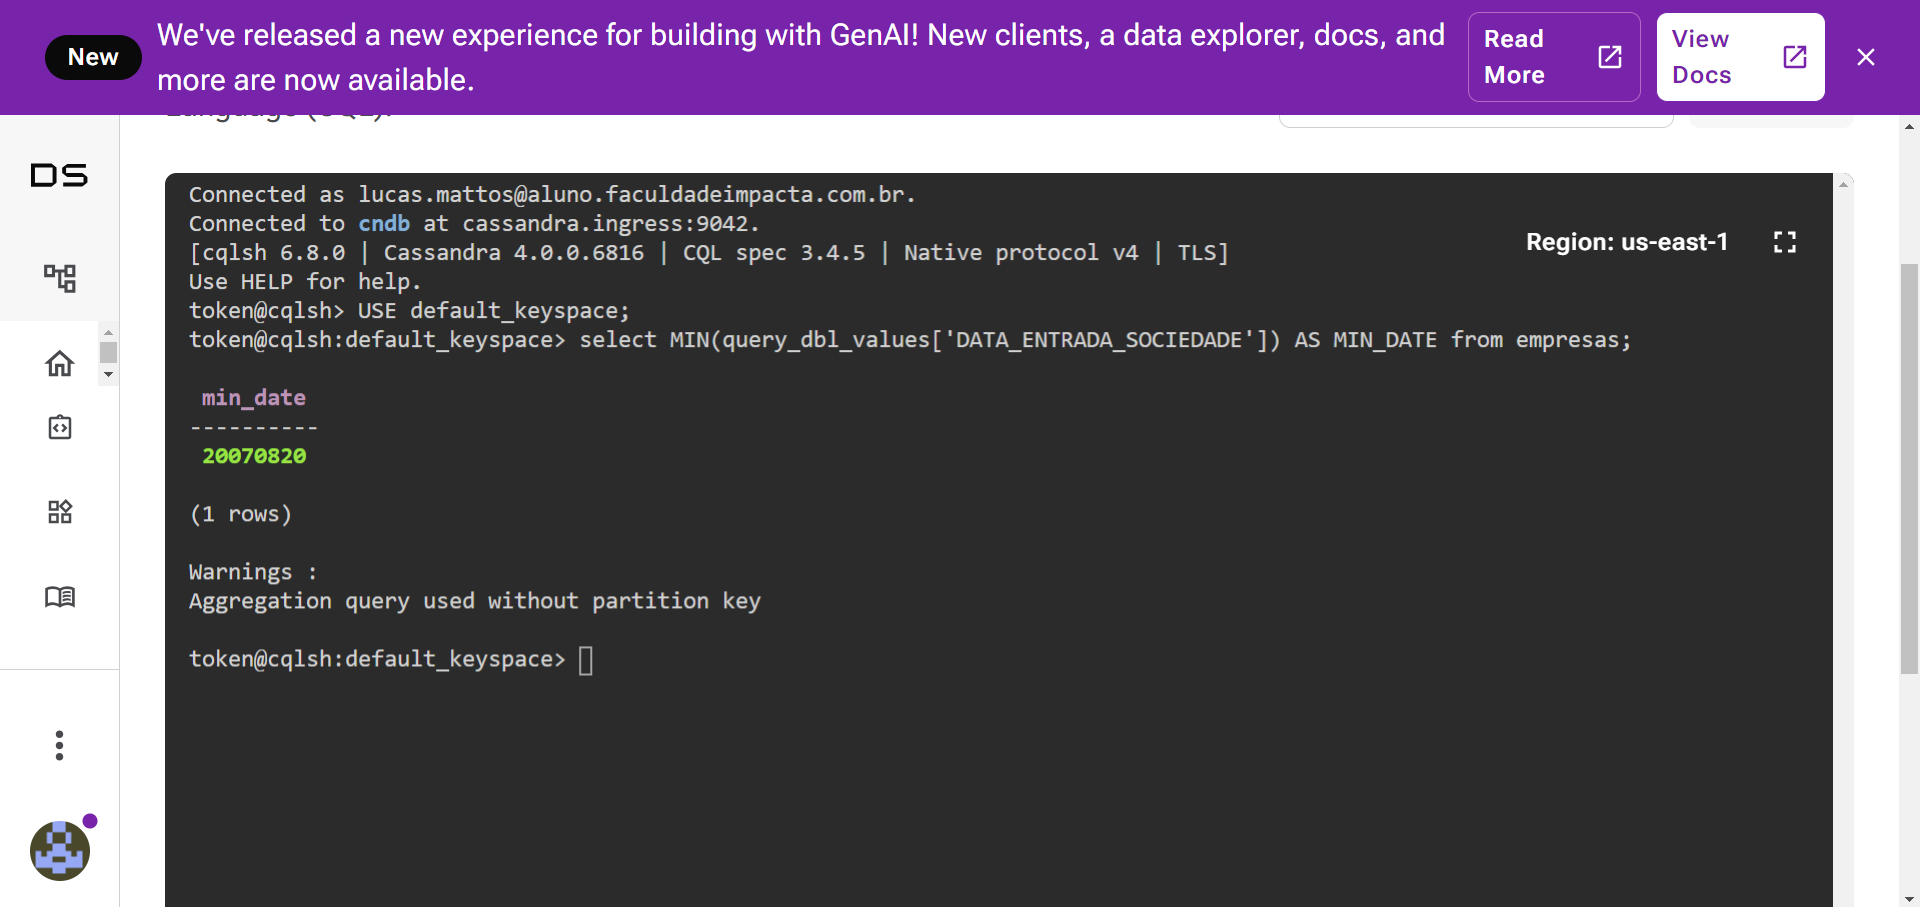 New
We've released a new experience for building with GenAI! New clients, a data explorer, docs, and
more are now available.
Read
More
View
Docs
DS
Connected as lucas.mattos@aluno.faculdadeimpacta.com.br.
Connected to cndb at cassandra.ingress:9042.
[cqlsh 6.8.0 | Cassandra 4.0.0.6816 | CQL spec 3.4.5 | Native protocol v4 | TLS]
Region: us-east-1
Use HELP for help.
token@cqlsh> USE default_keyspace;
token@cqlsh:default_keyspace> select MIN(query_dbl_values['DATA_ENTRADA_SOCIEDADE']) AS MIN_DATE from empresas;
min_date
----------
20070820
(1 rows)
Warnings :
Aggregation query used without partition key
token@cqlsh:default_keyspace>